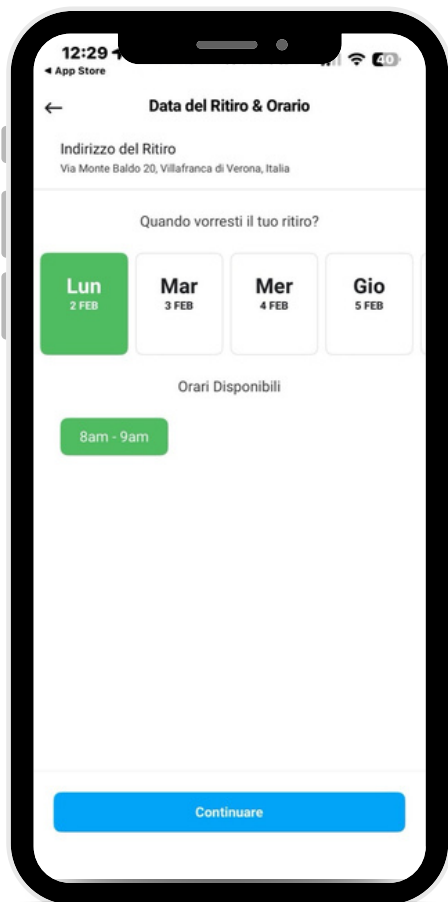 12:29
◀ App Store
40
← Data del Ritiro & Orario
Indirizzo del Ritiro
Via Monte Baldo 20, Villafranca di Verona, Italia
Quando vorresti il tuo ritiro?
Lun Mar Mer Gio
2 FEB 3 FEB 4 FEB 5 FEB
Orari Disponibili
8am - 9am
Continuare